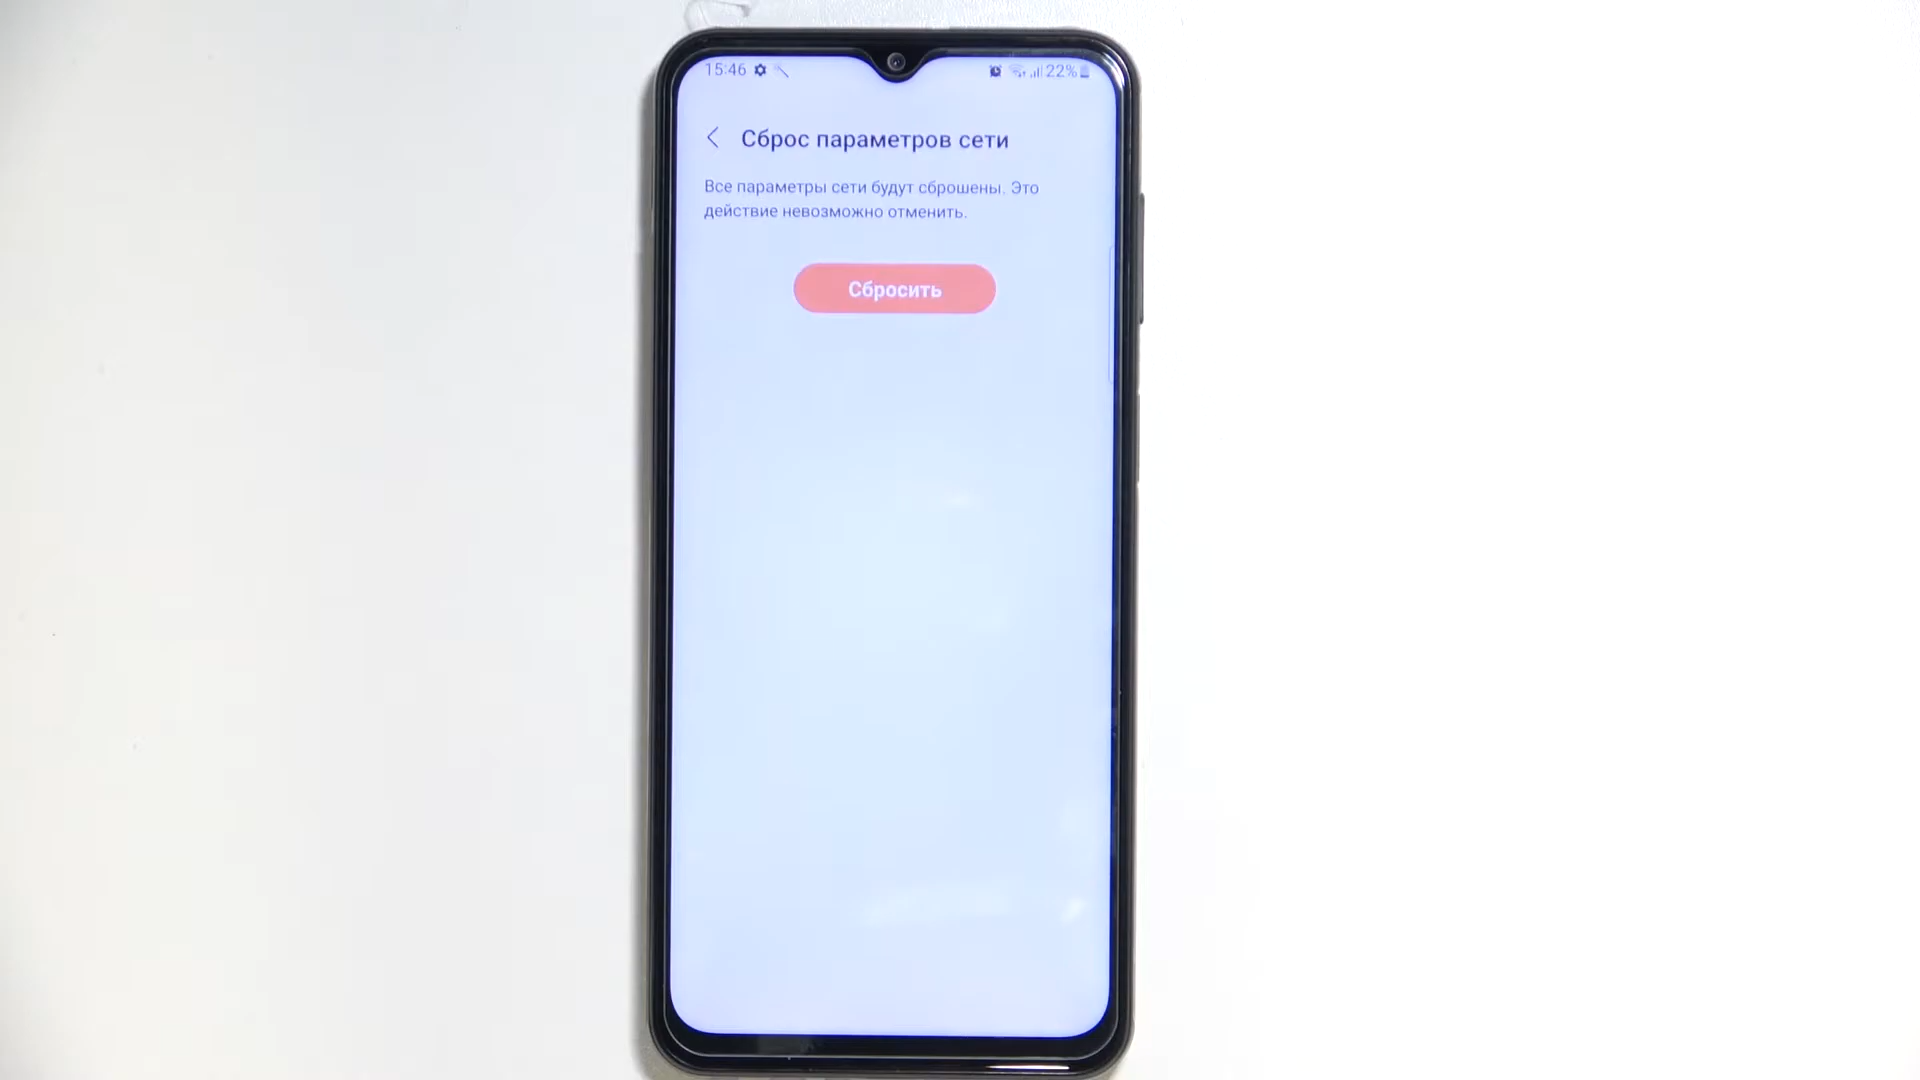 15:46 22%
Сброс параметров сети
Все параметры сети будут сброшены. Это
действие невозможно отменить.
Сбросить